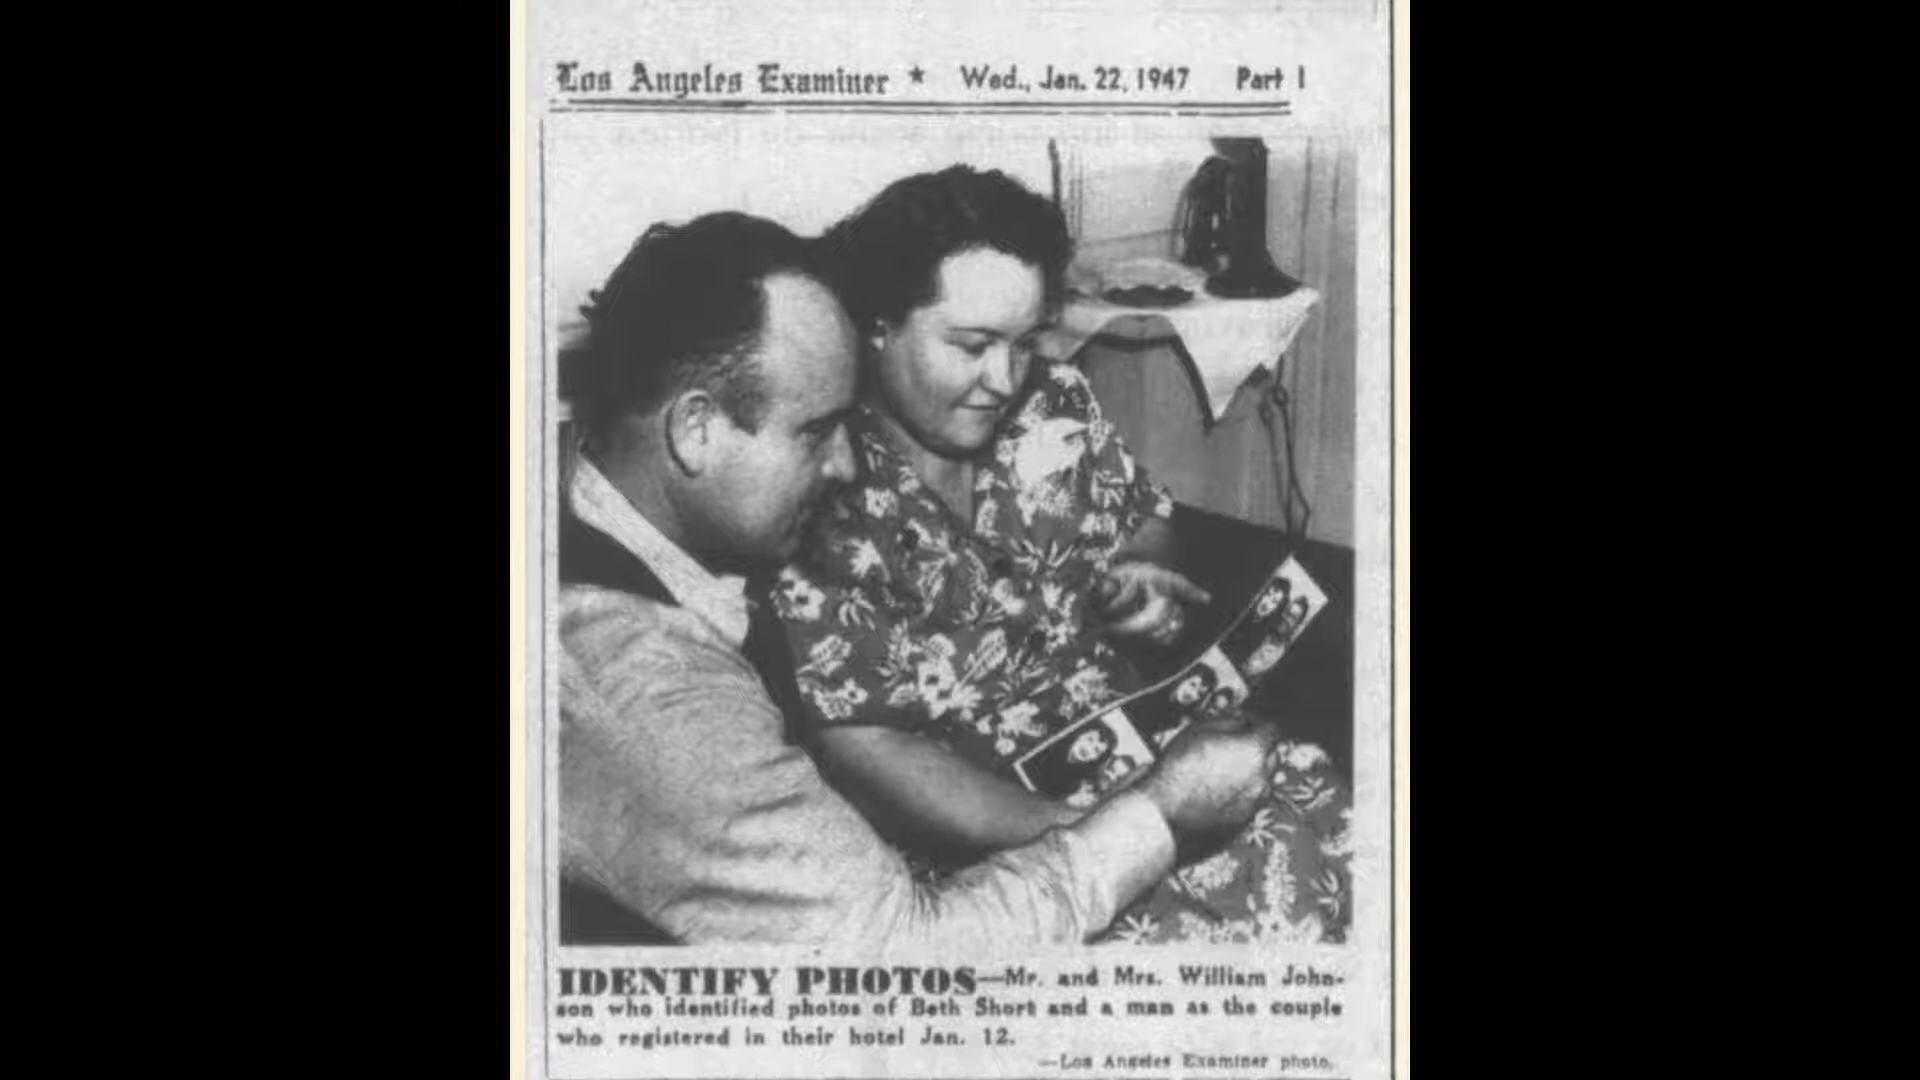 Los Angeles Examiner ★ Wed., Jan. 22, 1947 Part I
IDENTIFY PHOTOS—Mr. and Mrs. William John-
son who identified photos of Beth Short and a man as the couple
who registered in their hotel Jan. 12.
—Los Angeles Examiner photo.